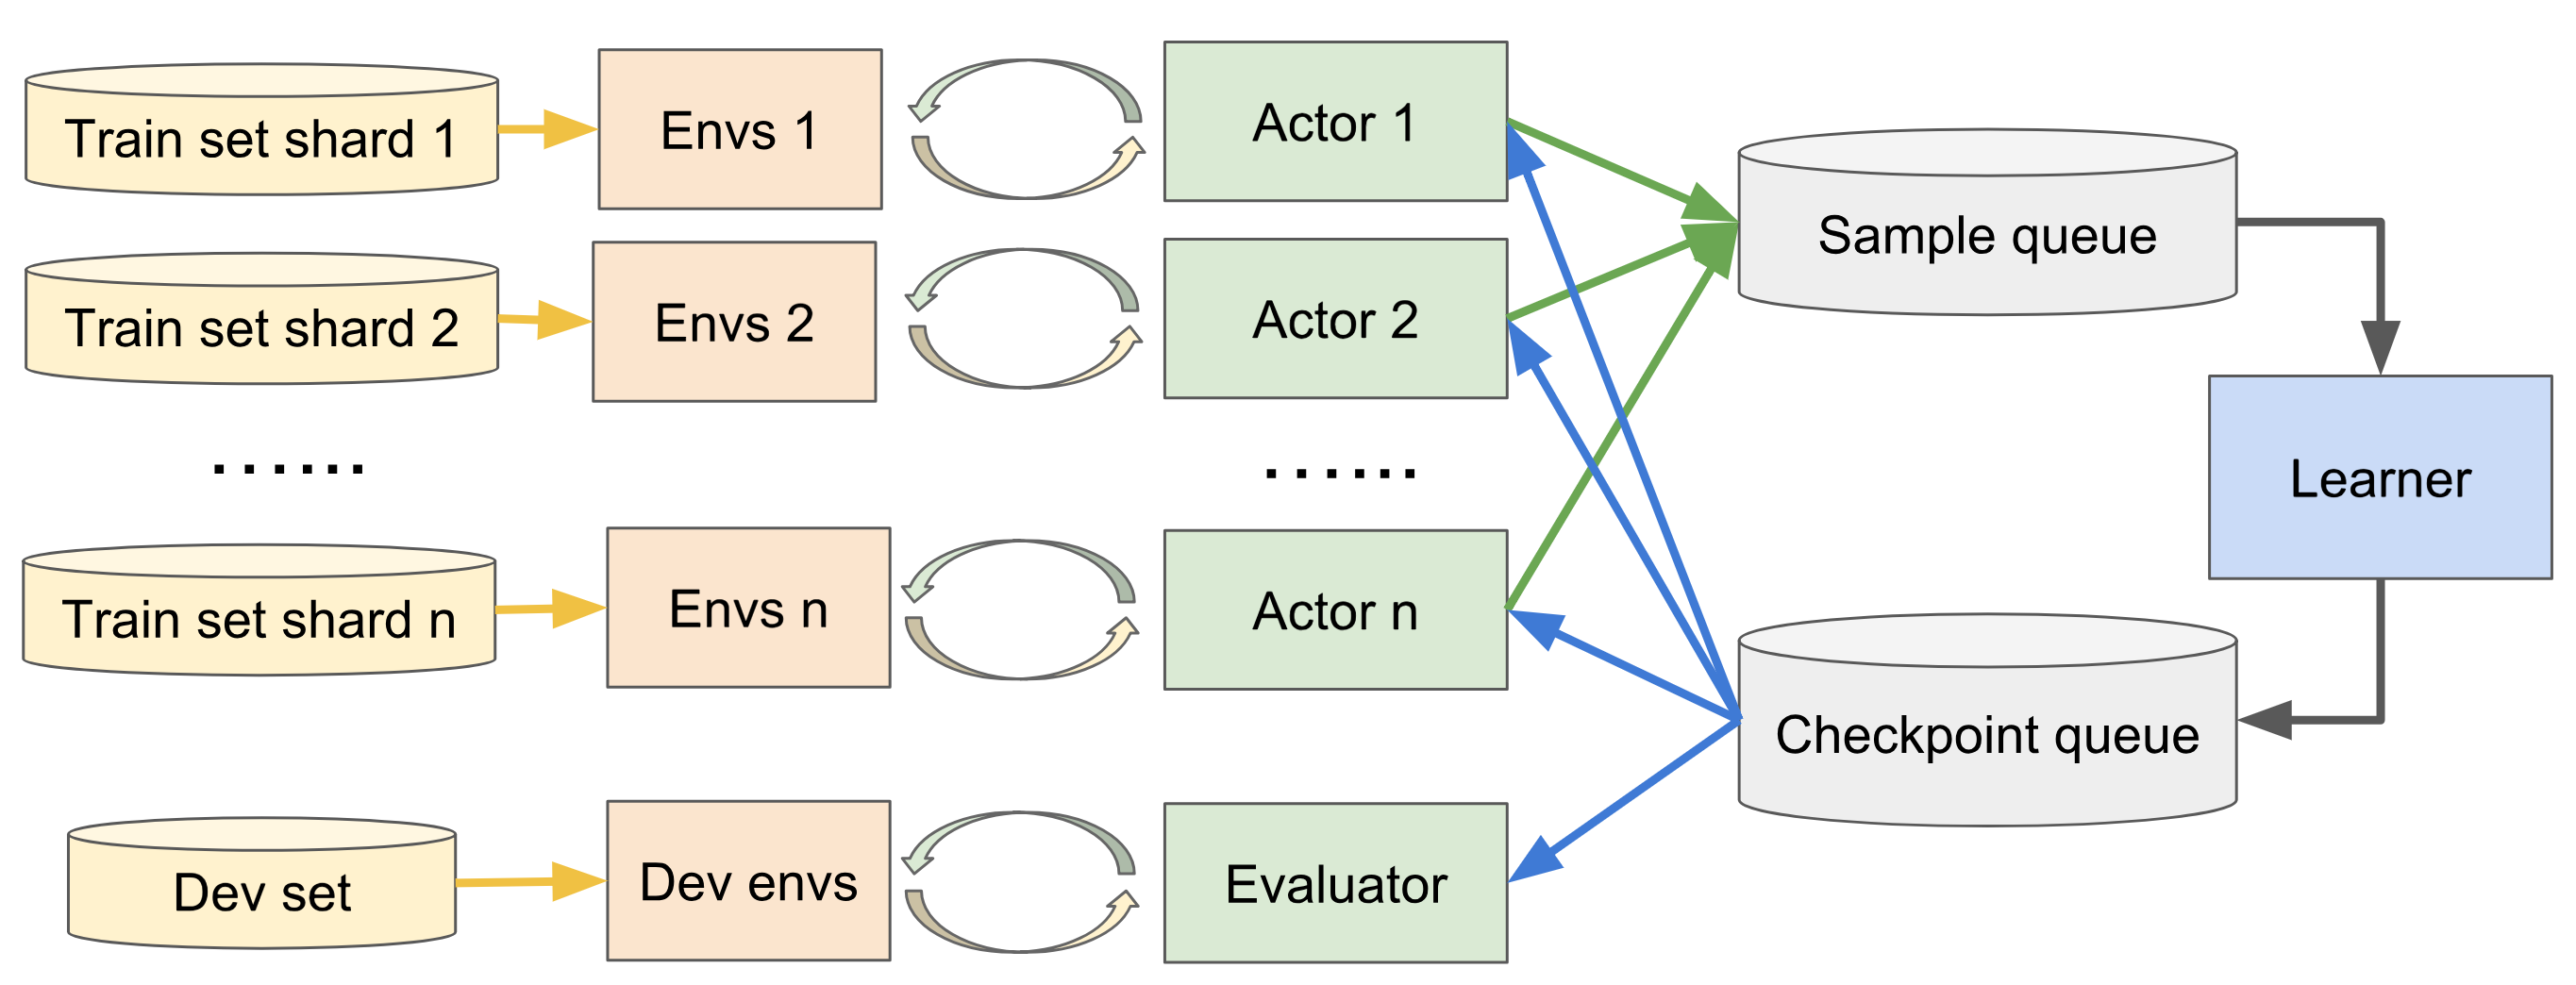 Train set shard 1
Envs 1
Actor 1
Sample queue
Train set shard 2
Envs 2
Actor 2
......
......
Learner
Train set shard n
Envs n
Actor n
Checkpoint queue
Dev set
Dev envs
Evaluator